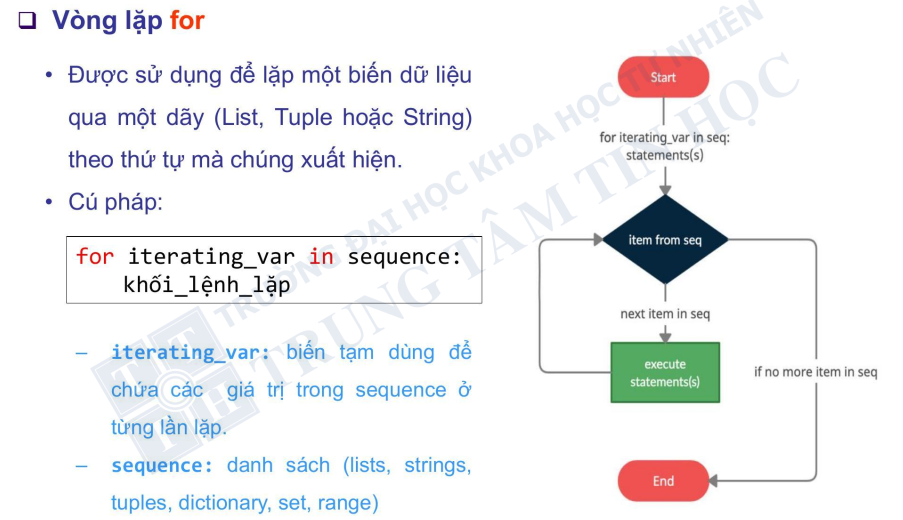 ❑ Vòng lặp for
• Được sử dụng để lặp một biến dữ liệu
qua một dãy (List, Tuple hoặc String)
theo thứ tự mà chúng xuất hiện.
• Cú pháp:
for iterating_var in sequence:
khối_lệnh_lặp
– iterating_var: biến tạm dùng để
chứa các giá trị trong sequence ở
từng lần lặp.
– sequence: danh sách (lists, strings,
tuples, dictionary, set, range)
Start
for iterating_var in seq:
statements(s)
item from seq
next item in seq
execute
statements(s)
if no more item in seq
End
TRƯỜNG ĐẠI HỌC KHOA HỌC TỰ NHIÊN
TRUNG TÂM TIN HỌC